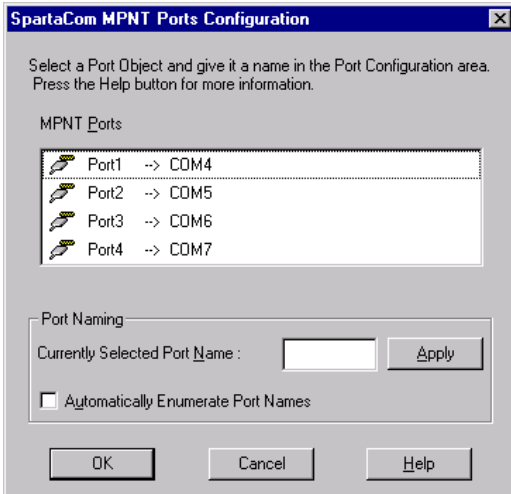 SpartaCom MPNT Ports Configuration
Select a Port Object and give it a name in the Port Configuration area.
Press the Help button for more information.
MPNT Ports
Port1 --> COM4
Port2 --> COM5
Port3 --> COM6
Port4 --> COM7
Port Naming
Currently Selected Port Name :
Apply
Automatically Enumerate Port Names
OK Cancel Help